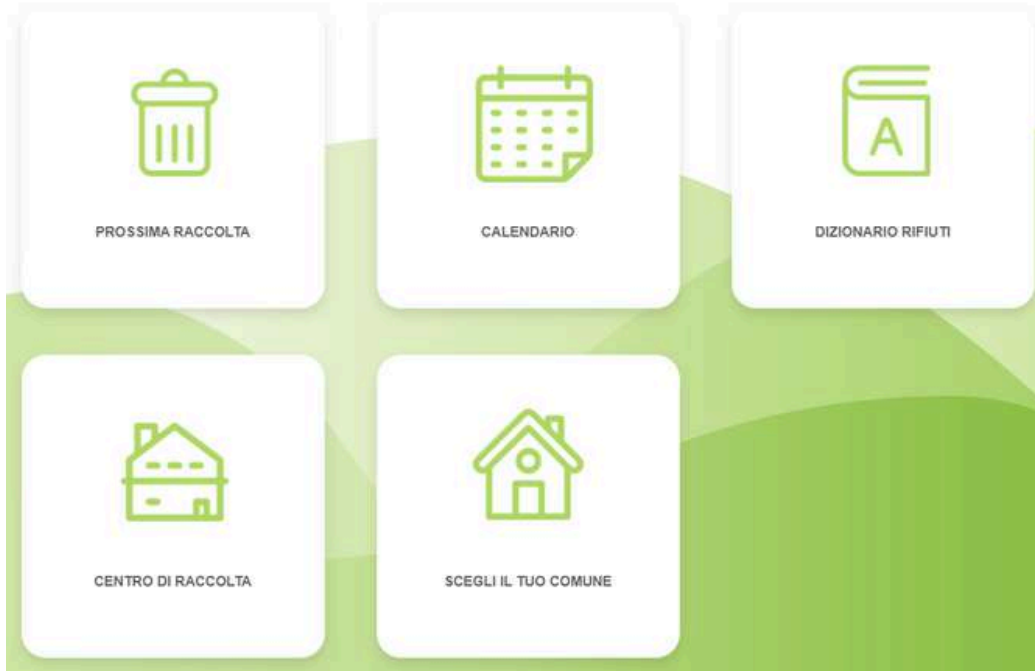 PROSSIMA RACCOLTA
CALENDARIO
A
DIZIONARIO RIFIUTI
CENTRO DI RACCOLTA
SCEGLI IL TUO COMUNE